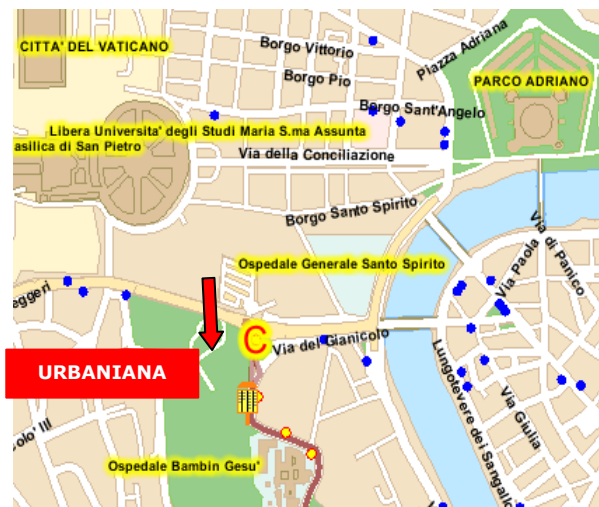 CITTA' DEL VATICANO
Borgo Vittorio
Piazza Adriana
Borgo Pio
PARCO ADRIANO
Borgo Sant'Angelo
Libera Universita' degli Studi Maria S.ma Assunta
asilica di San Pietro
Via della Conciliazione
Borgo Santo Spirito
Via di Panico
Via Paola
Ospedale Generale Santo Spirito
eggeri
C
Via del Gianicolo
URBANIANA
Lungotevere dei Sangallo
Via Giulia
olo' III
Ospedale Bambin Gesu'